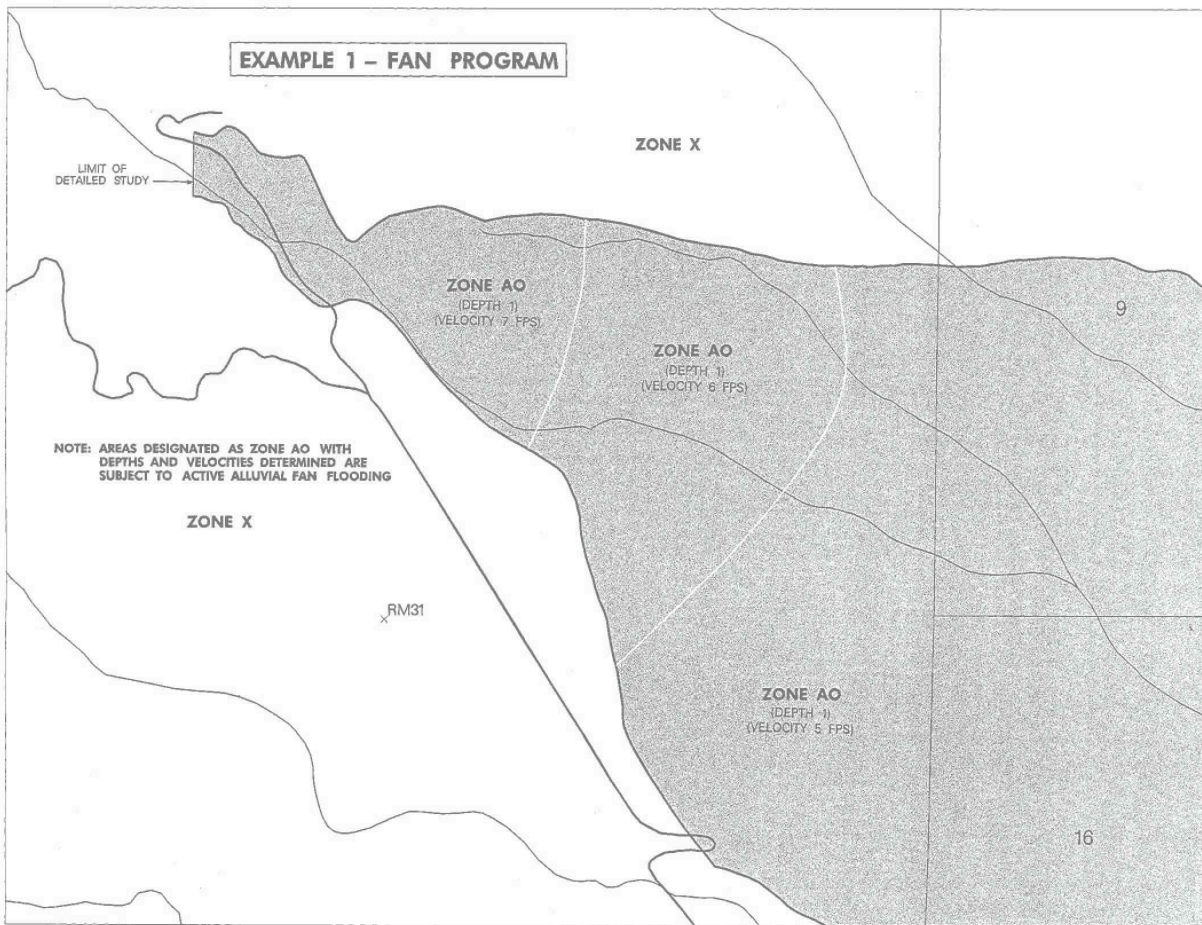 EXAMPLE 1 – FAN PROGRAM
ZONE X
LIMIT OF
DETAILED STUDY
ZONE AO
(DEPTH 1)
(VELOCITY 7 FPS)
9
ZONE AO
(DEPTH 1)
(VELOCITY 6 FPS)
NOTE: AREAS DESIGNATED AS ZONE AO WITH
DEPTHS AND VELOCITIES DETERMINED ARE
SUBJECT TO ACTIVE ALLUVIAL FAN FLOODING
ZONE X
RM31
ZONE AO
(DEPTH 1)
(VELOCITY 5 FPS)
16